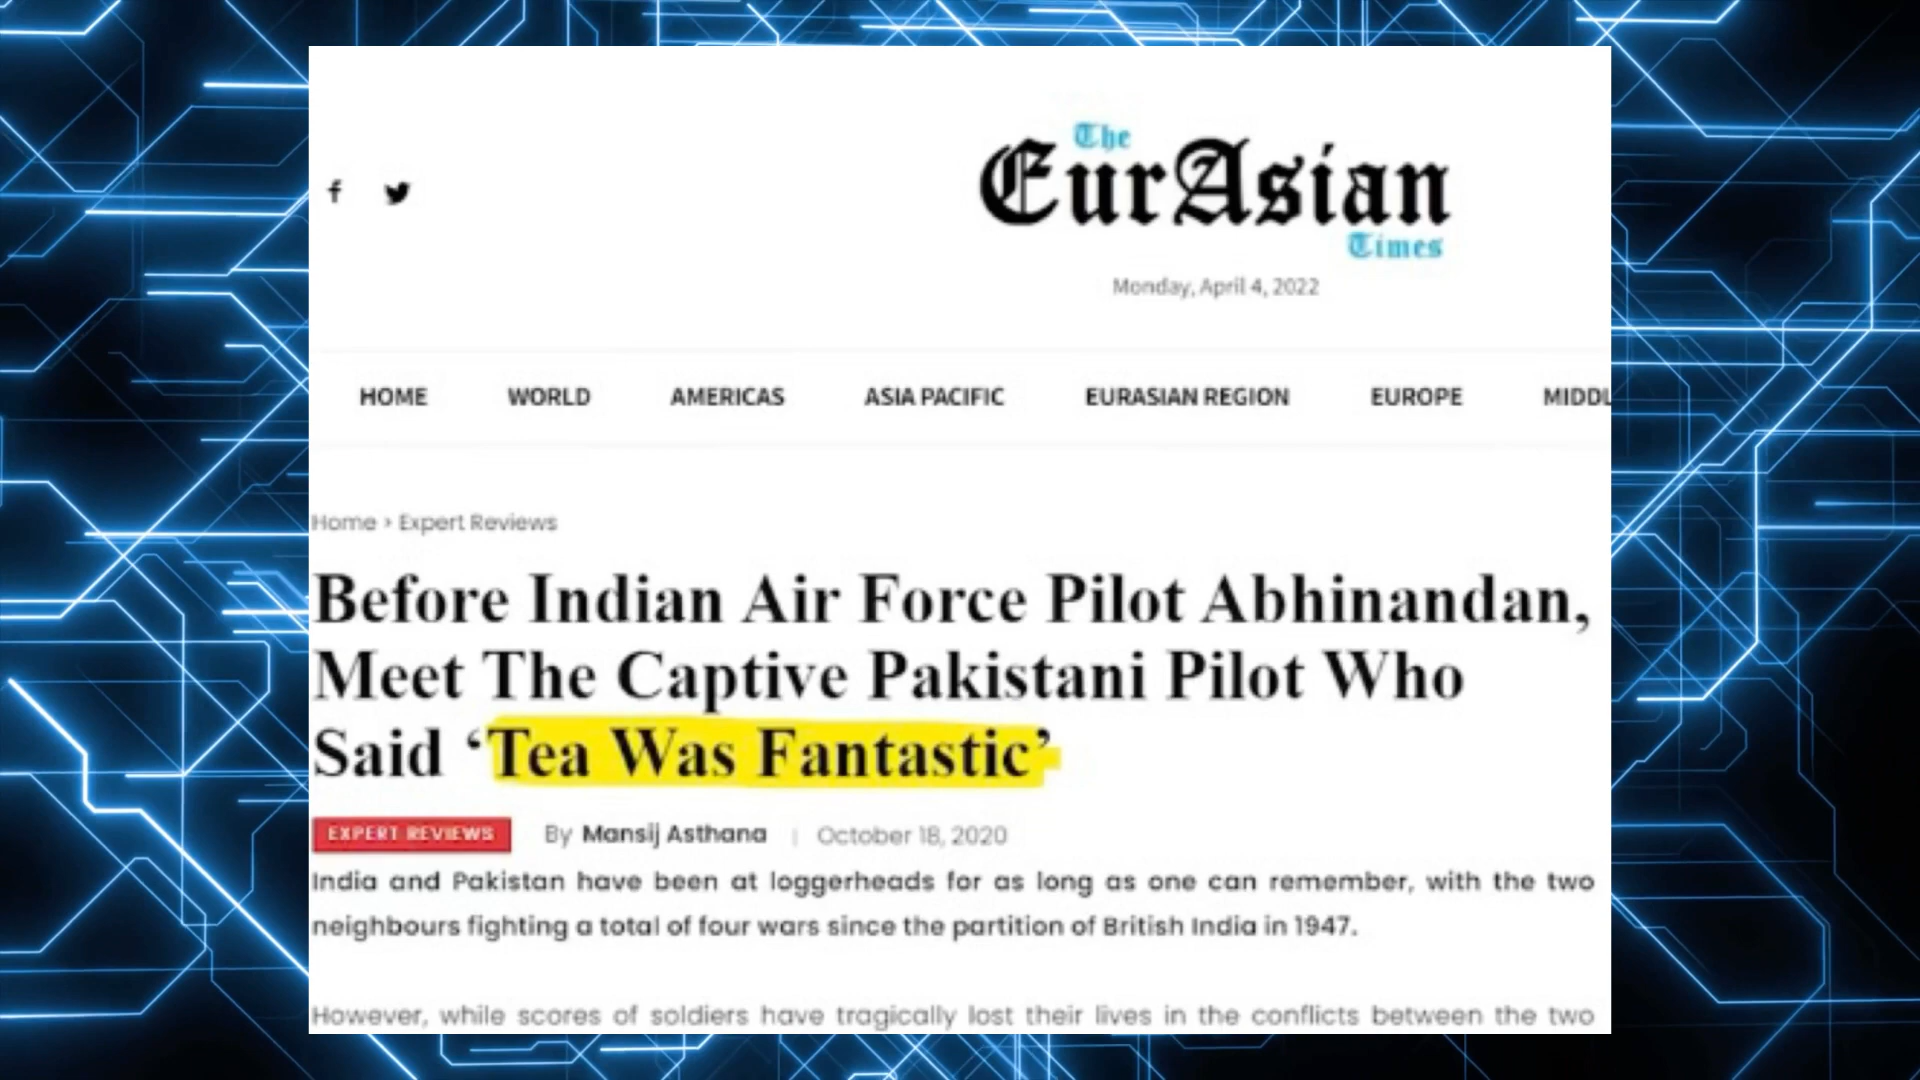 The
EurAsian
Times
Monday, April 4, 2022
HOME WORLD AMERICAS ASIA PACIFIC EURASIAN REGION EUROPE MIDDL
Home > Expert Reviews
Before Indian Air Force Pilot Abhinandan,
Meet The Captive Pakistani Pilot Who
Said ‘Tea Was Fantastic’
EXPERT REVIEWS By Mansij Asthana | October 18, 2020
India and Pakistan have been at loggerheads for as long as one can remember, with the two
neighbours fighting a total of four wars since the partition of British India in 1947.
However, while scores of soldiers have tragically lost their lives in the conflicts between the two